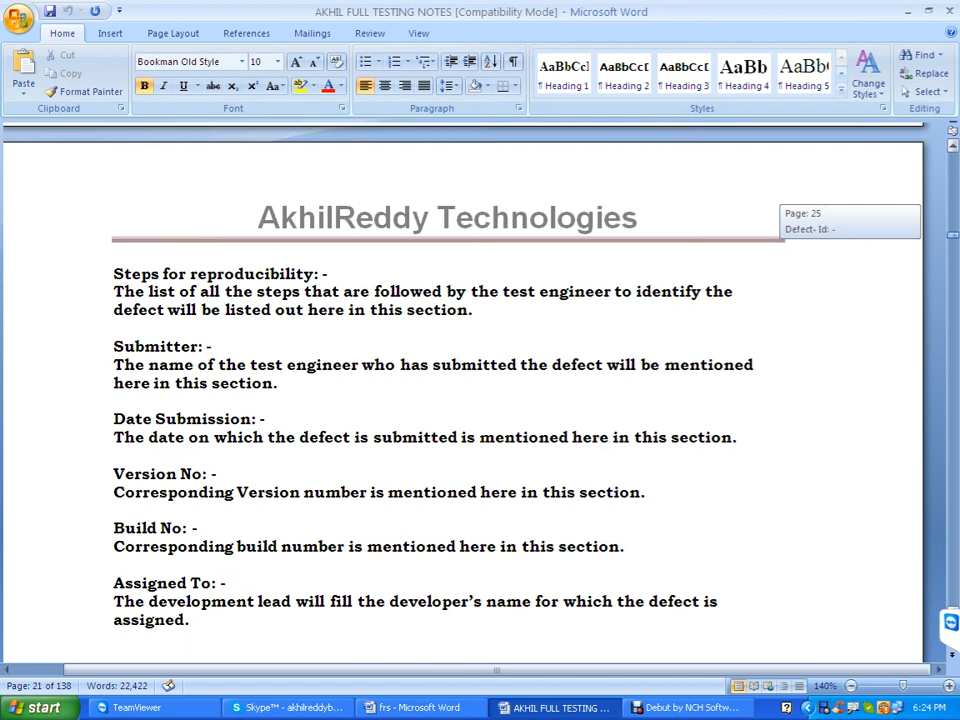 AKHIL FULL TESTING NOTES [Compatibility Mode] - Microsoft Word
Home Insert Page Layout References Mailings Review View
Paste
Cut
Copy
Format Painter
Clipboard
Bookman Old Style 10
Font
Paragraph
AaBbCcI AaBbCcI AaBbCcI AaBb AaBb(
¶ Heading 1 ¶ Heading 2 ¶ Heading 3 ¶ Heading 4 ¶ Heading 5
Change Styles
Styles
Find
Replace
Select
Editing
Page: 25
Defect- Id: -
AkhilReddy Technologies
Steps for reproducibility: -
The list of all the steps that are followed by the test engineer to identify the
defect will be listed out here in this section.
Submitter: -
The name of the test engineer who has submitted the defect will be mentioned
here in this section.
Date Submission: -
The date on which the defect is submitted is mentioned here in this section.
Version No: -
Corresponding Version number is mentioned here in this section.
Build No: -
Corresponding build number is mentioned here in this section.
Assigned To: -
The development lead will fill the developer's name for which the defect is
assigned.
Page: 21 of 138 Words: 22,422 140%
start TeamViewer Skype™ - akhilreddyb... frs - Microsoft Word AKHIL FULL TESTING ... Debut by NCH Softw... 6:24 PM